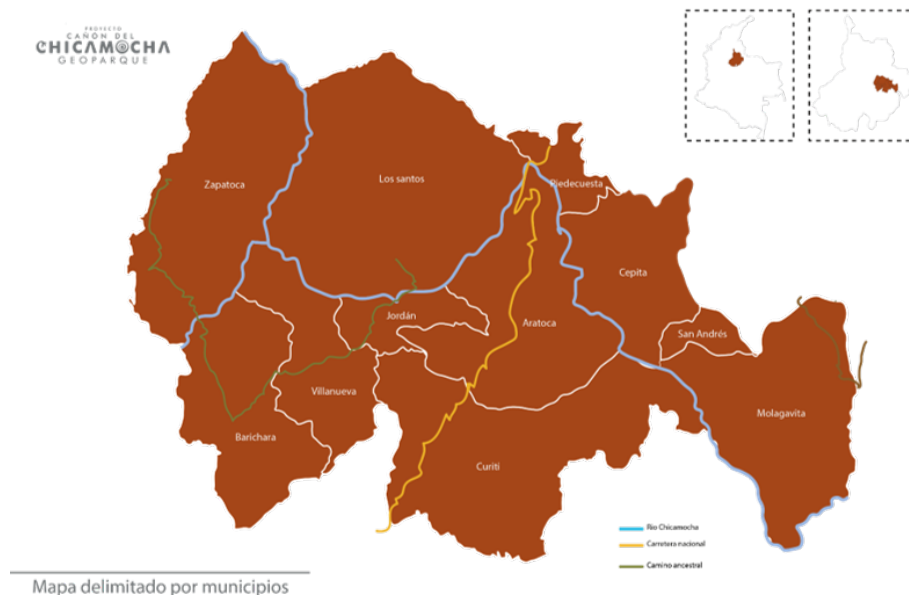 PROYECTO
CAÑÓN DEL
CHICAMOCHA
GEOPARQUE
Zapatoca
Los santos
Piedecuesta
Cepita
San Andrés
Jordán
Aratoca
Villanueva
Molagavita
Barichara
Curití
Rio Chicamocha
Carretera nacional
Camino ancestral
Mapa delimitado por municipios